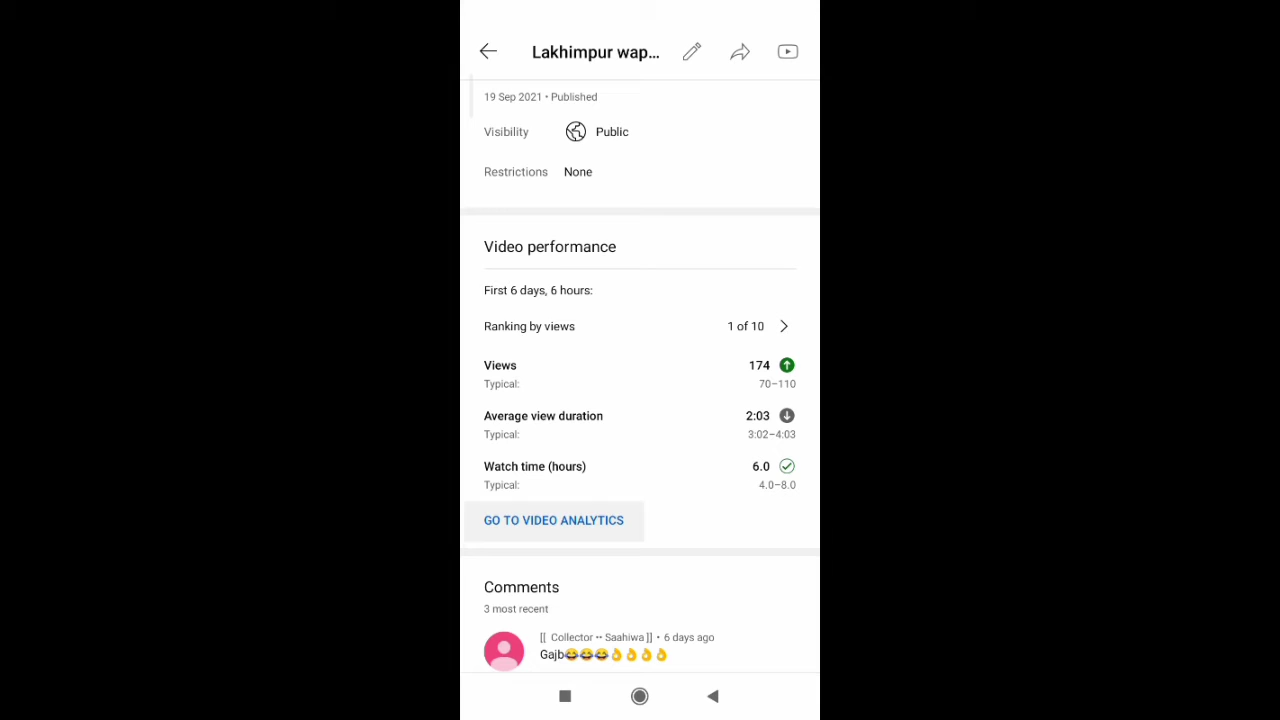 Lakhimpur wap...
19 Sep 2021 • Published
Visibility Public
Restrictions None
Video performance
First 6 days, 6 hours:
Ranking by views 1 of 10
Views 174
Typical: 70–110
Average view duration 2:03
Typical: 3:02–4:03
Watch time (hours) 6.0
Typical: 4.0–8.0
GO TO VIDEO ANALYTICS
Comments
3 most recent
[[ Collector •• Saahiwa ]] • 6 days ago
Gajb😂😂😂👌👌👌👌